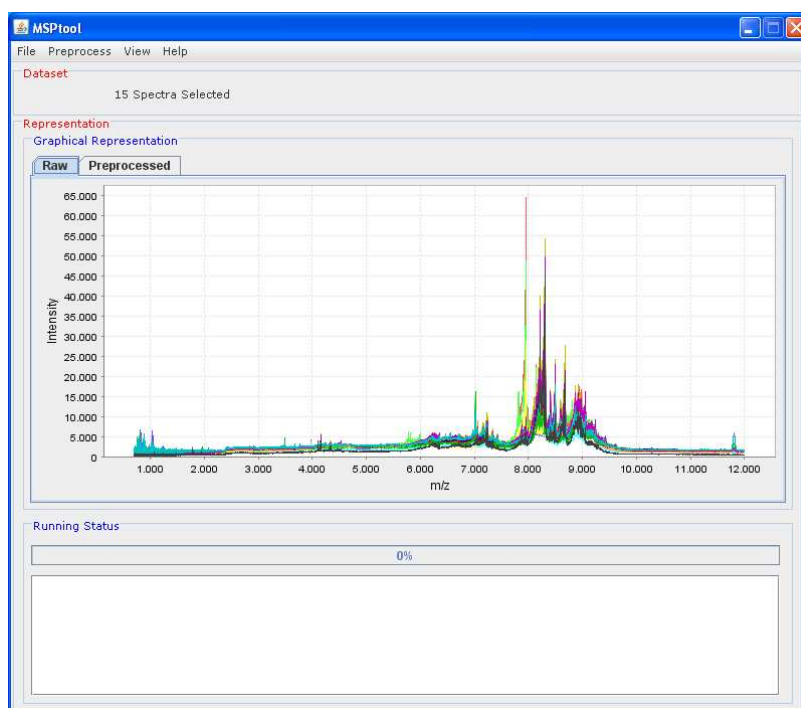 MSPtool
File Preprocess View Help
Dataset
15 Spectra Selected
Representation
Graphical Representation
Raw Preprocessed
65.000
60.000
55.000
50.000
45.000
40.000
35.000
30.000
25.000
20.000
15.000
10.000
5.000
0
Intensity
1.000 2.000 3.000 4.000 5.000 6.000 7.000 8.000 9.000 10.000 11.000 12.000
m/z
Running Status
0%